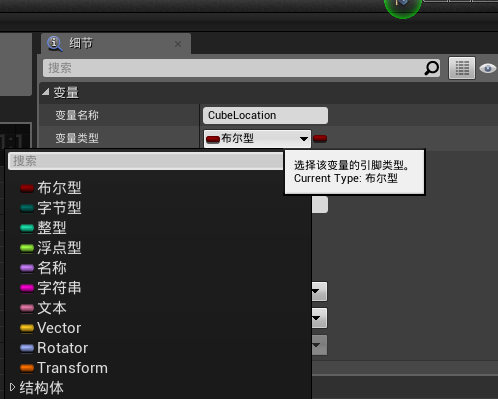 细节
搜索
变量
变量名称
CubeLocation
变量类型
布尔型
搜索
选择该变量的引脚类型。
Current Type: 布尔型
布尔型
字节型
整型
浮点型
名称
字符串
文本
Vector
Rotator
Transform
结构体